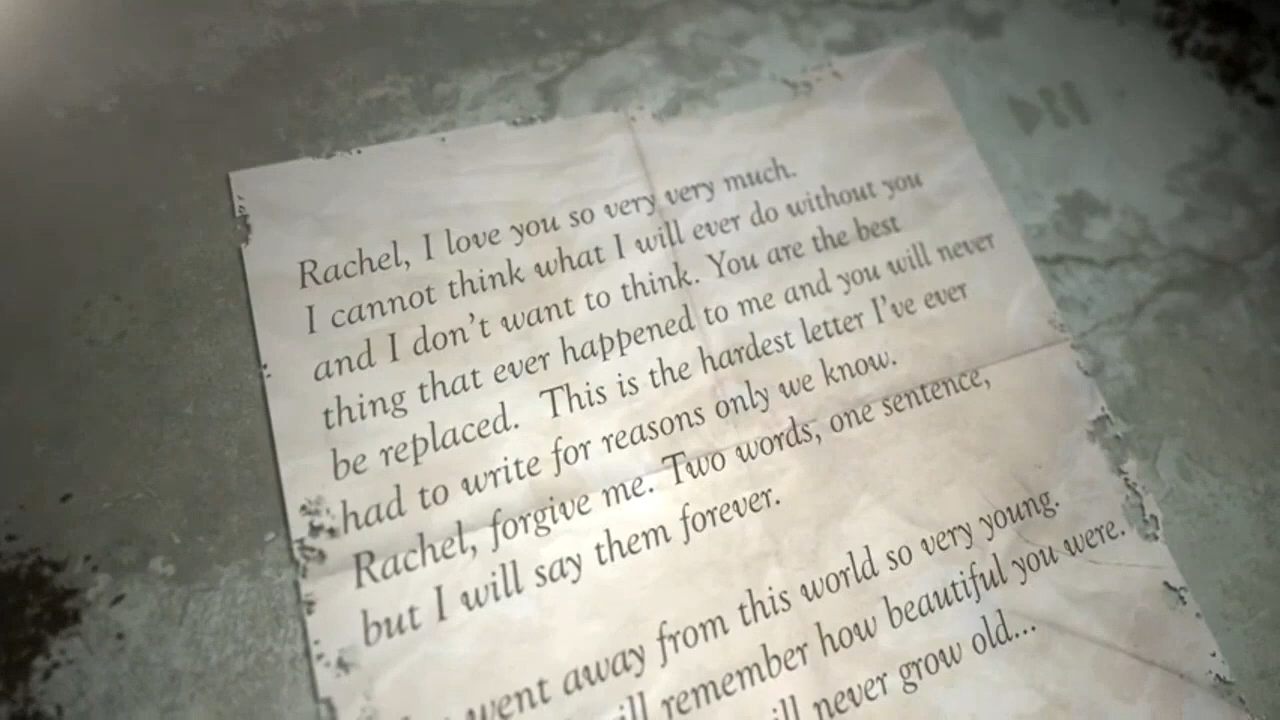 Rachel, I love you so very very much.
I cannot think what I will ever do without you
and I don't want to think. You are the best
thing that ever happened to me and you will never
be replaced. This is the hardest letter I've ever
had to write for reasons only we know.
Rachel, forgive me. Two words, one sentence,
but I will say them forever.
went away from this world so very young.
remember how beautiful you were.
never grow old...